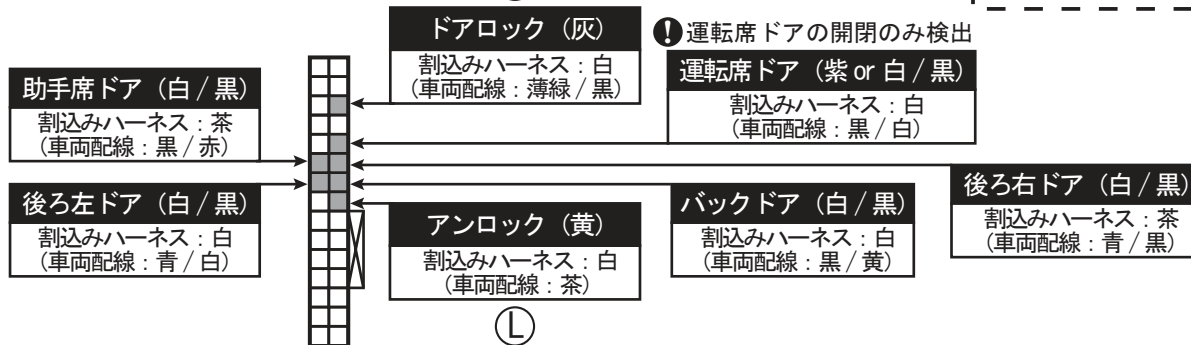 ドアロック（灰）
割込みハーネス：白
（車両配線：薄緑 / 黒）
!運転席ドアの開閉のみ検出
運転席ドア（紫 or 白 / 黒）
割込みハーネス：白
（車両配線：黒 / 白）
助手席ドア（白 / 黒）
割込みハーネス：茶
（車両配線：黒 / 赤）
後ろ左ドア（白 / 黒）
割込みハーネス：白
（車両配線：青 / 白）
アンロック（黄）
割込みハーネス：白
（車両配線：茶）
バックドア（白 / 黒）
割込みハーネス：白
（車両配線：黒 / 黄）
後ろ右ドア（白 / 黒）
割込みハーネス：茶
（車両配線：青 / 黒）
Ⓛ